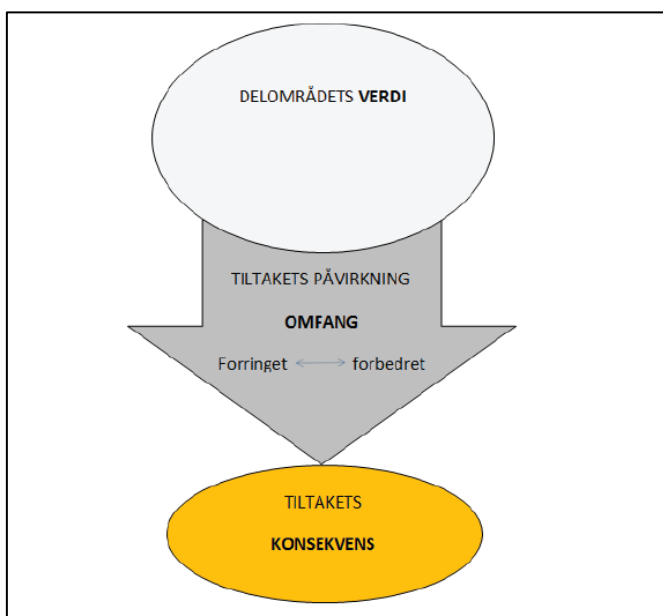 DELOMRÅDETS VERDI
TILTAKETS PÅVIRKNING
OMFANG
Forringet forbedret
TILTAKETS
KONSEKVENS